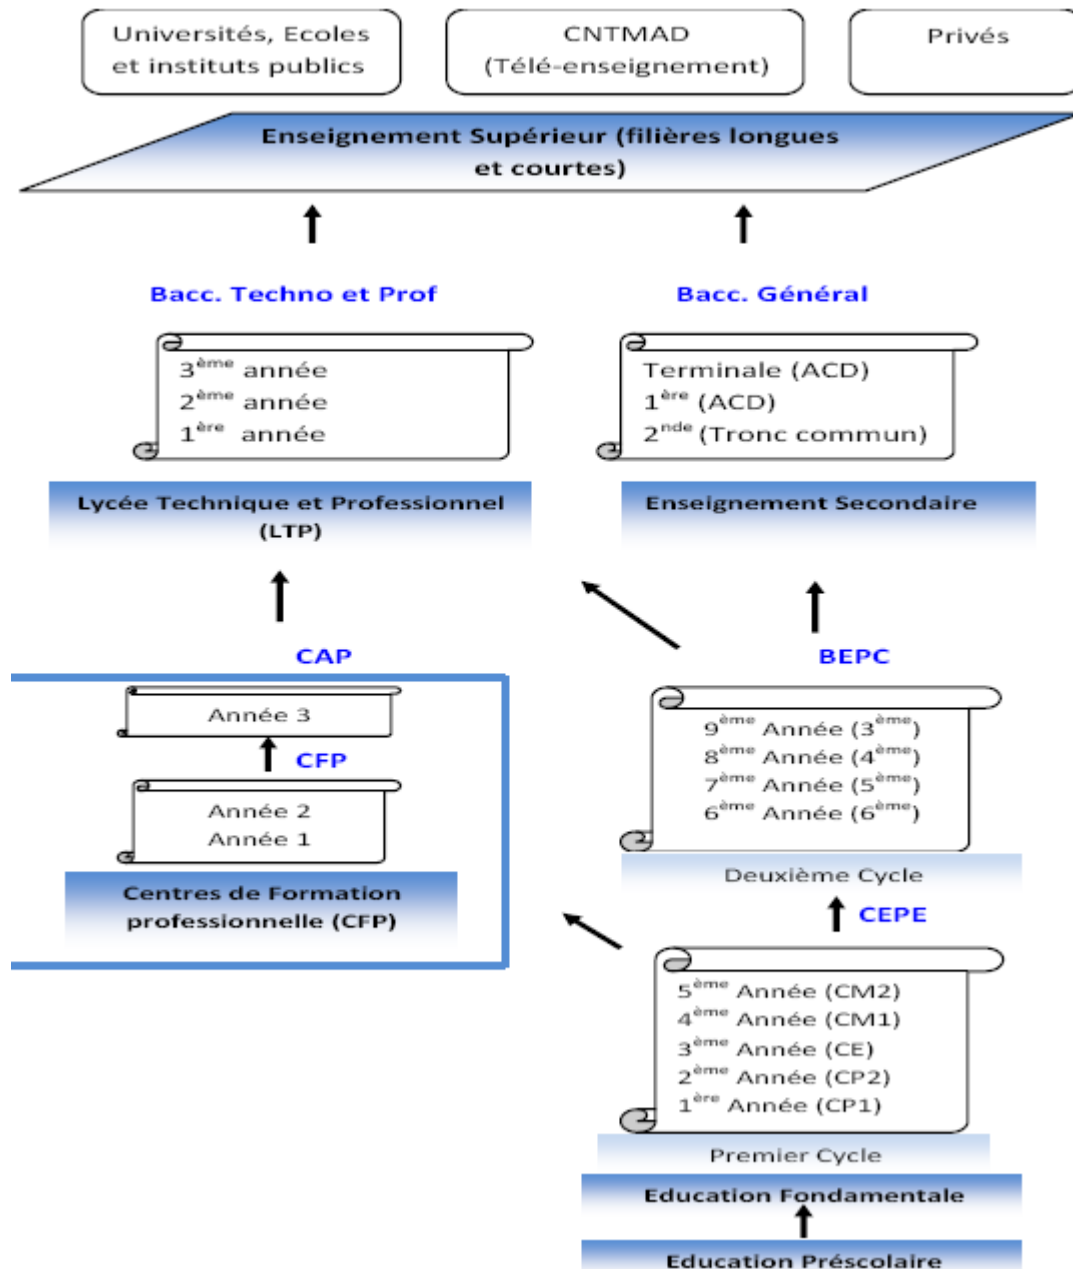 Universités, Ecoles
et instituts publics
CNTMAD
(Télé-enseignement)
Privés
Enseignement Supérieur (filières longues
et courtes)
Bacc. Techno et Prof
Bacc. Général
3ème année
2ème année
1ère année
Terminale (ACD)
1ère (ACD)
2nde (Tronc commun)
Lycée Technique et Professionnel
(LTP)
Enseignement Secondaire
CAP
BEPC
Année 3
CFP
Année 2
Année 1
Centres de Formation
professionnelle (CFP)
9ème Année (3ème)
8ème Année (4ème)
7ème Année (5ème)
6ème Année (6ème)
Deuxième Cycle
CEPE
5ème Année (CM2)
4ème Année (CM1)
3ème Année (CE)
2ème Année (CP2)
1ère Année (CP1)
Premier Cycle
Education Fondamentale
Education Préscolaire